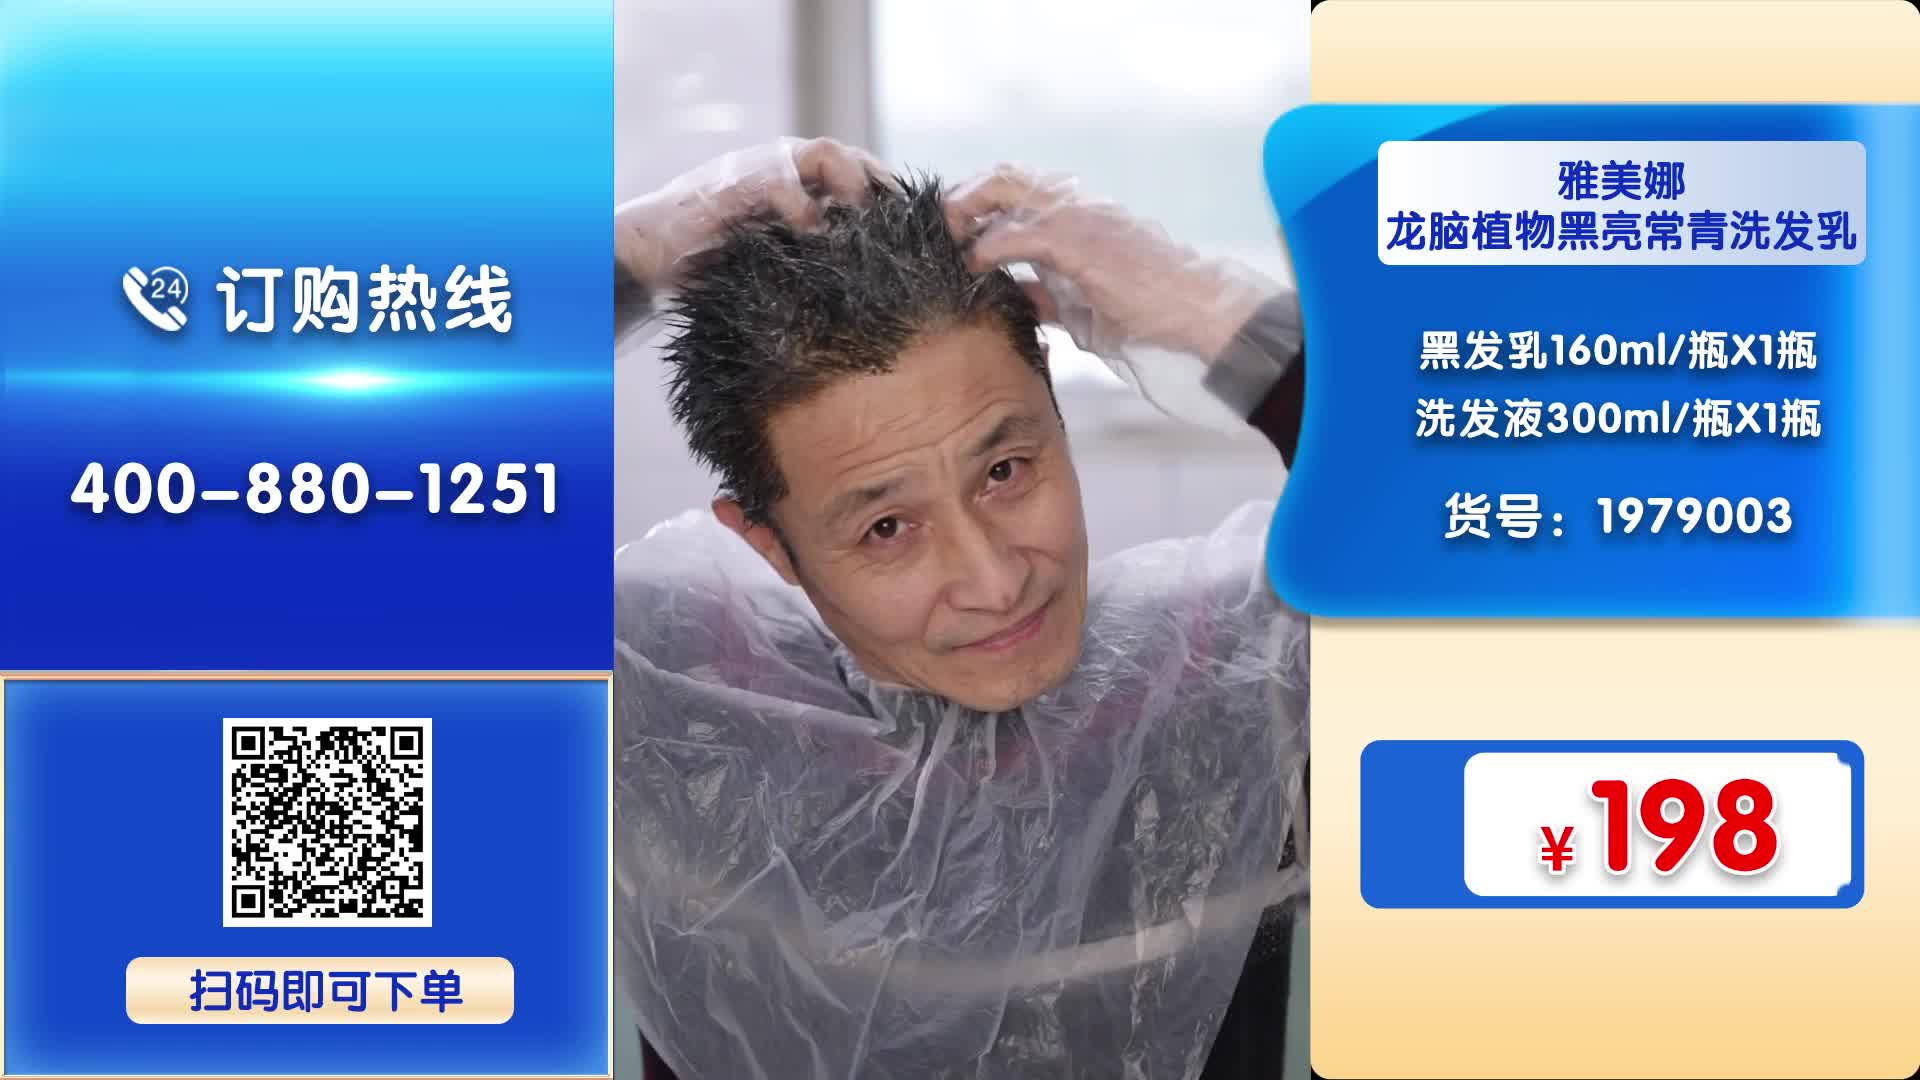 24 订购热线
400-880-1251
扫码即可下单
雅美娜
龙脑植物黑亮常青洗发乳
黑发乳160ml/瓶X1瓶
洗发液300ml/瓶X1瓶
货号：1979003
¥198